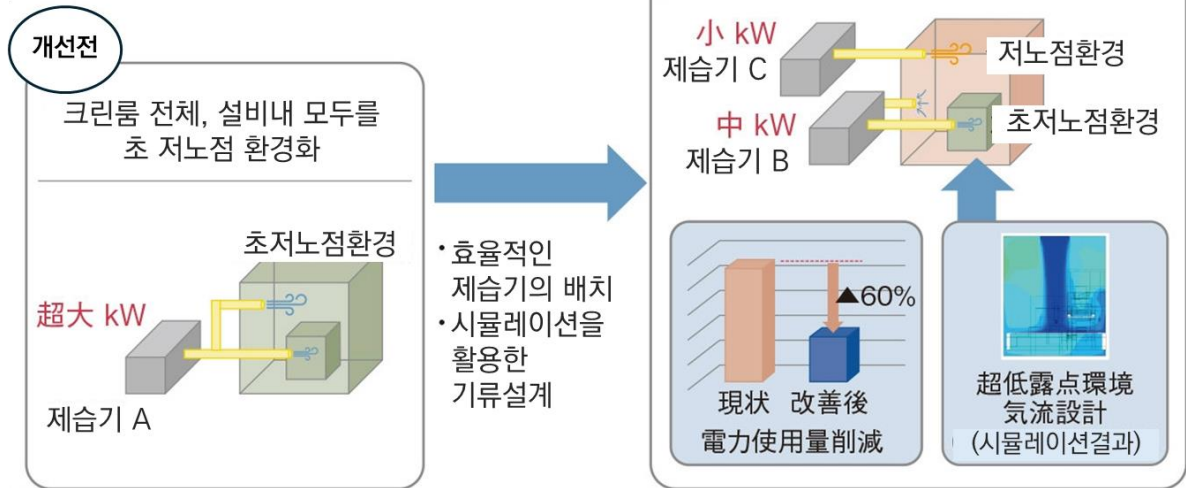 개선전
크린룸 전체, 설비내 모두를
초 저노점 환경화
초저노점환경
超大 kW
제습기 A
・효율적인
제습기의 배치
・시뮬레이션을
활용한
기류설계
小 kW
제습기 C
저노점환경
中 kW
제습기 B
초저노점환경
▲60%
現状 改善後
電力使用量削減
超低露点環境
気流設計
(시뮬레이션결과)